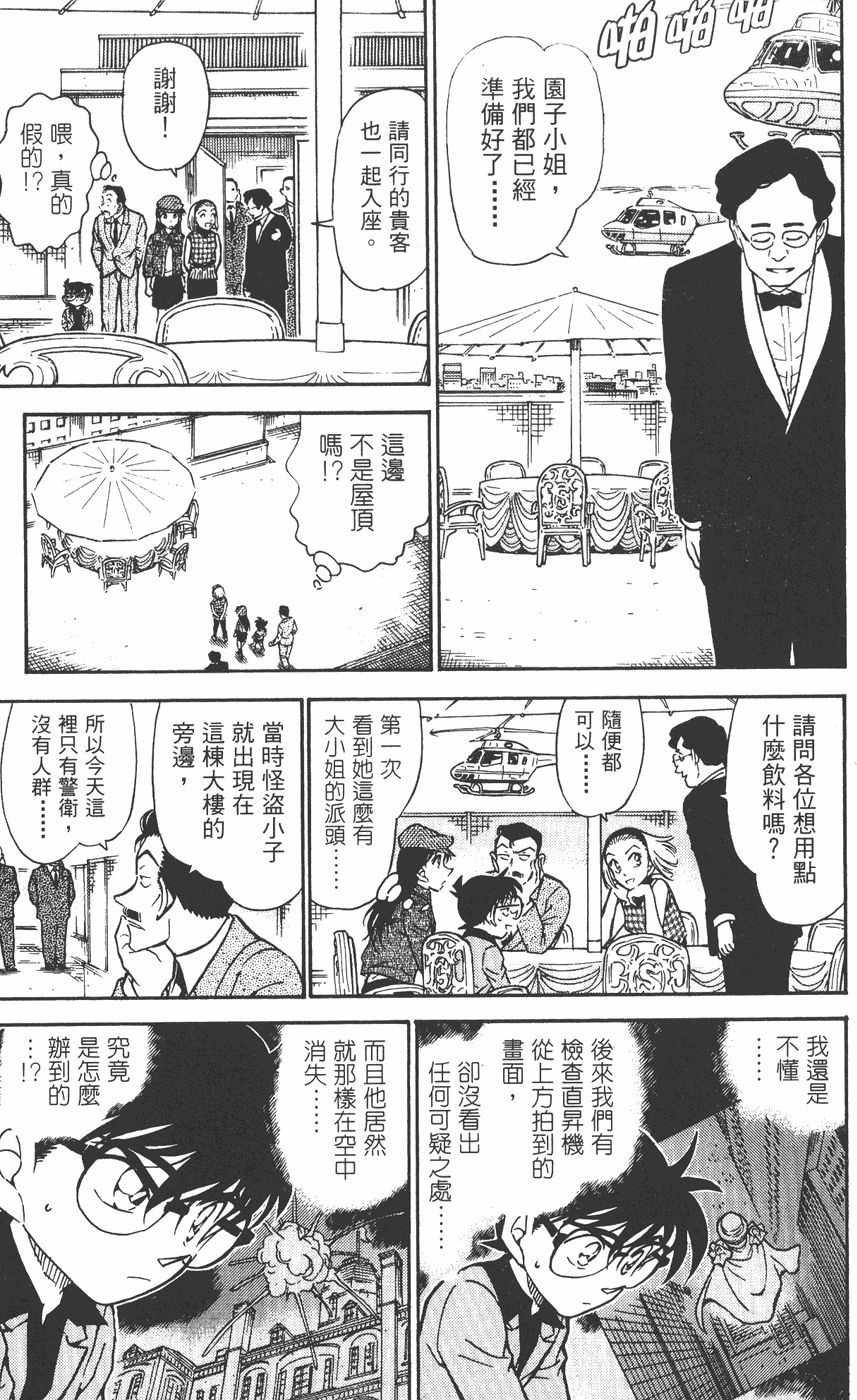 啪 啪 啪
園子小姐，
我們都已經
準備好了……
請同行的貴客
也一起入座。
謝謝！
喂，真的
假的!?
這邊
不是屋頂
嗎!?
請問各位想用點
什麼飲料嗎？
隨便都
可以……
第一次
看到她這麼有
大小姐的派頭……
當時怪盜小子
就出現在
這棟大樓的
旁邊，
所以今天這
裡只有警衛，
沒有人群……
我還是
不懂
……
後來我們有
檢查直昇機
從上方拍到的
畫面，
卻沒看出
任何可疑之處……
而且他居然
就那樣在空中
消失……
究竟
是怎麼
辦到的
…!?